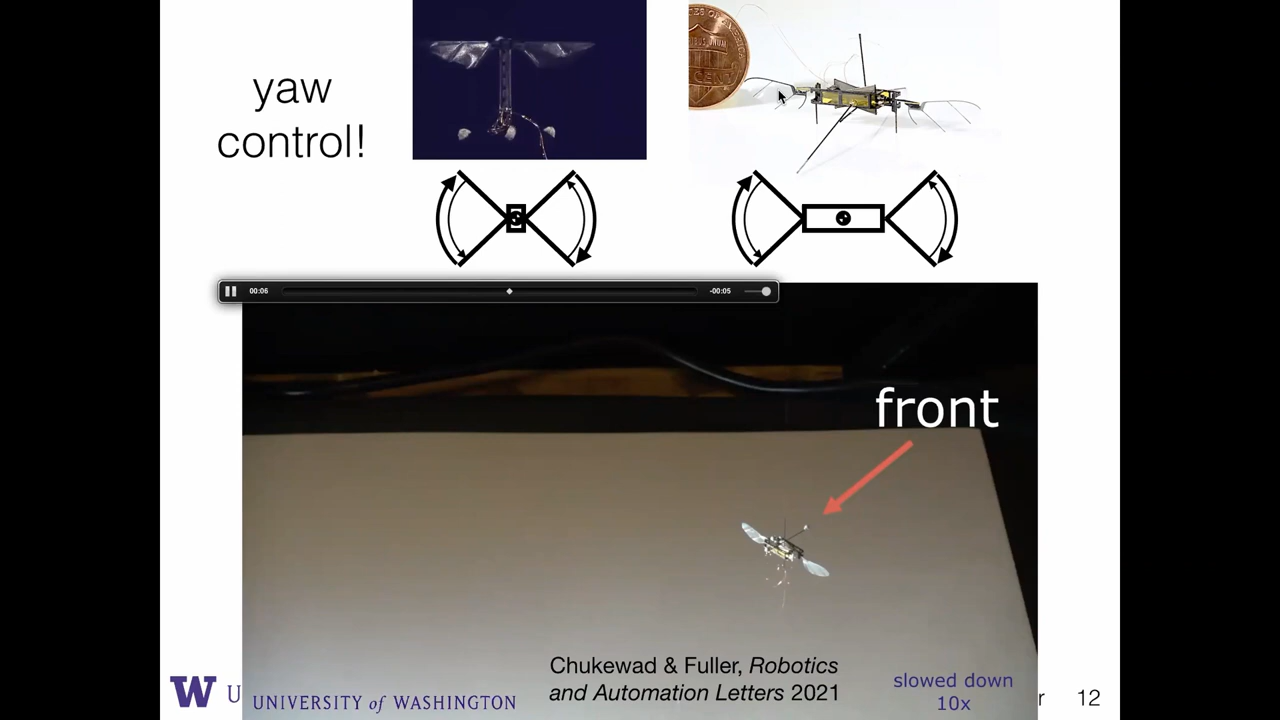 yaw
control!
CENT
00:06
-00:05
front
Chukewad & Fuller, Robotics
and Automation Letters 2021
slowed down
10x
W U
UNIVERSITY of WASHINGTON
r 12